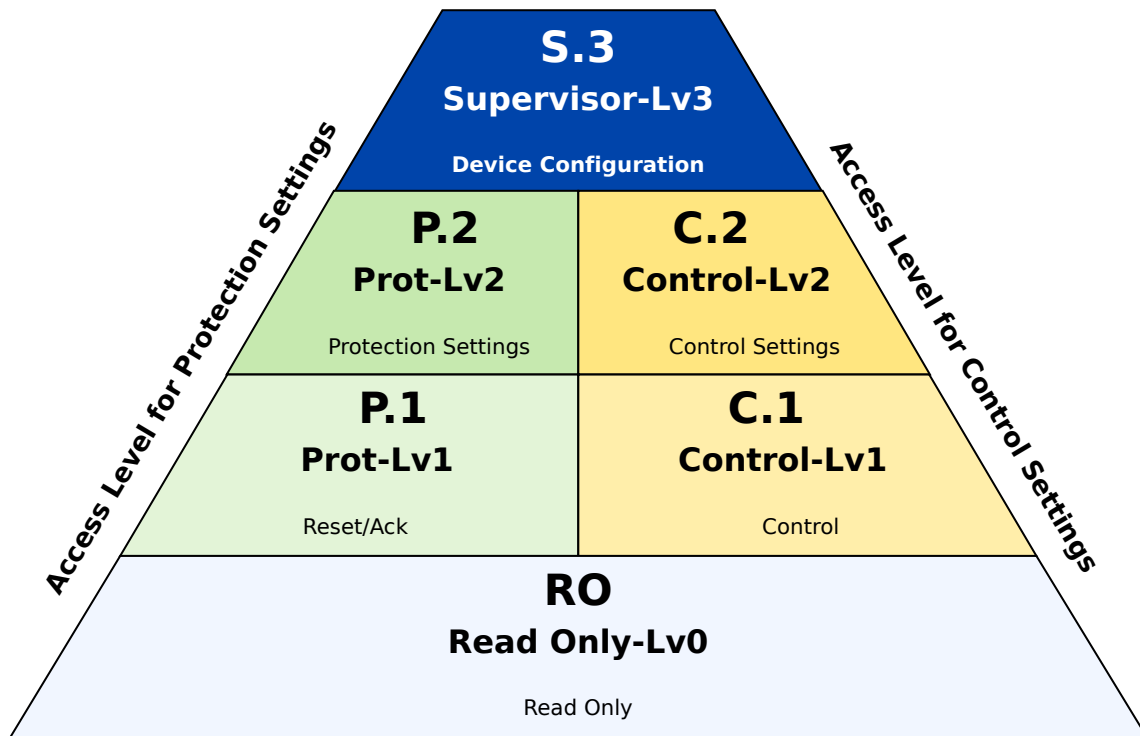 S.3
Supervisor-Lv3
Device Configuration
Access Level for Protection Settings
Access Level for Control Settings
P.2
Prot-Lv2
Protection Settings
C.2
Control-Lv2
Control Settings
P.1
Prot-Lv1
Reset/Ack
C.1
Control-Lv1
Control
RO
Read Only-Lv0
Read Only